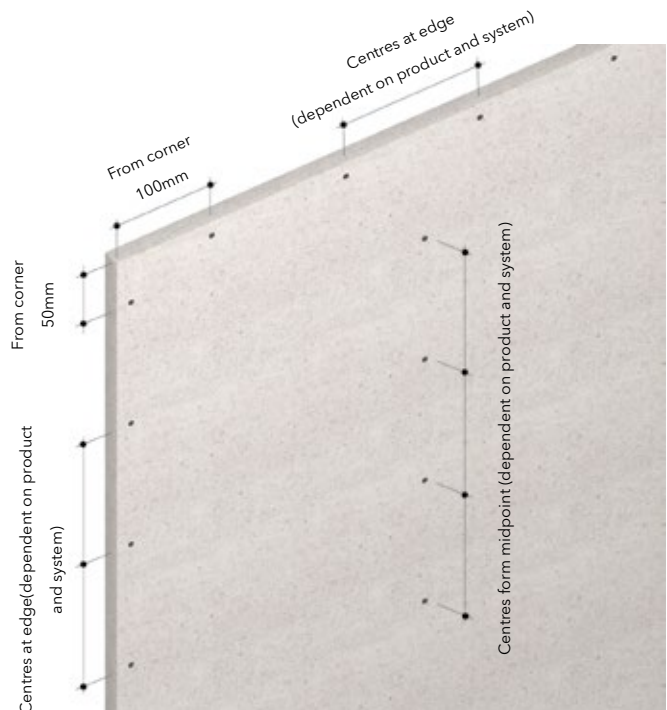 Centres at edge
(dependent on product and system)
From corner
100mm
From corner
50mm
Centres at edge(dependent on product
and system)
Centres form midpoint (dependent on product and system)